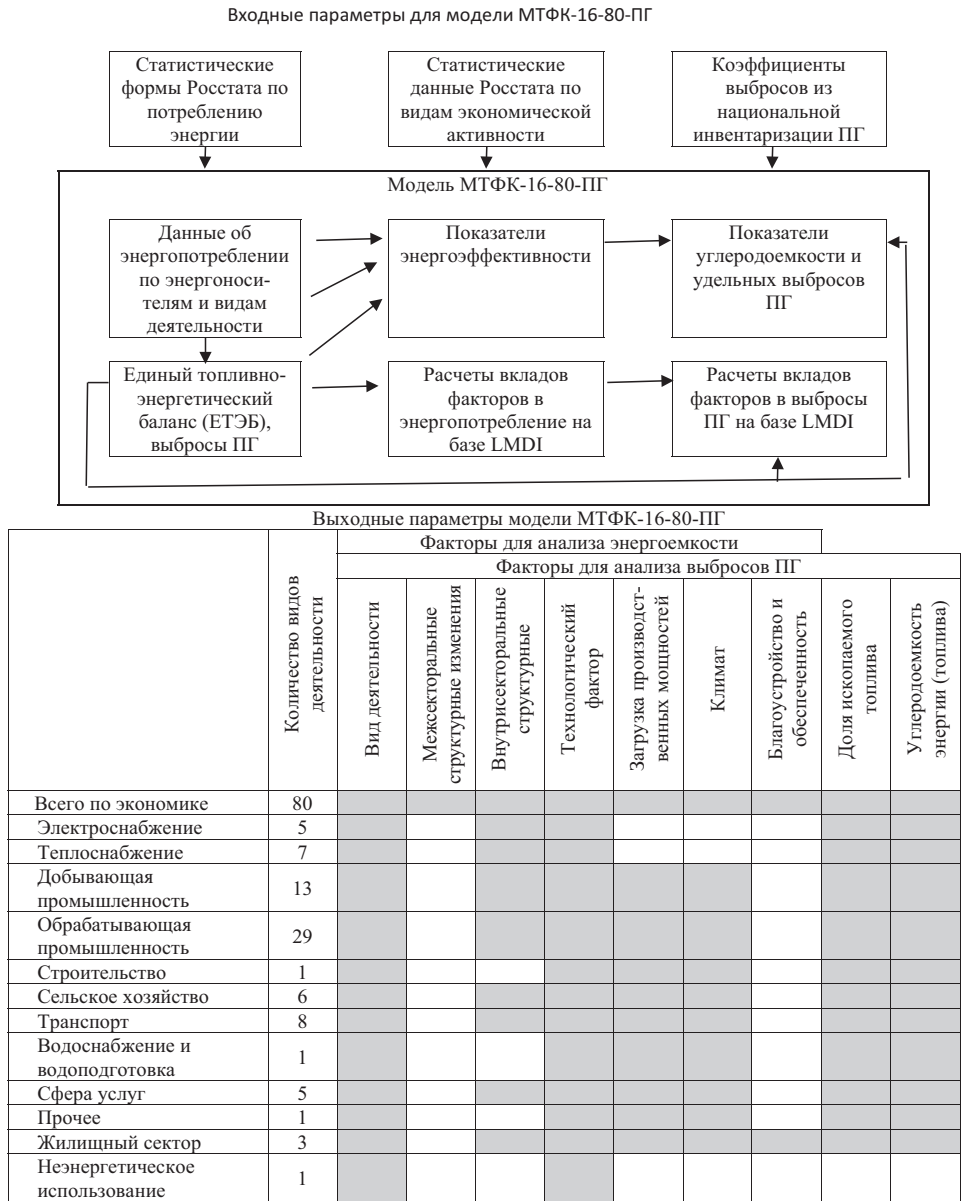 Входные параметры для модели МТФК-16-80-ПГ
Статистические
формы Росстата по
потреблению
энергии
Статистические
данные Росстата по
видам экономической
активности
Коэффициенты
выбросов из
национальной
инвентаризации ПГ
Модель МТФК-16-80-ПГ
Данные об
энергопотреблении
по энергоноси-
телям и видам
деятельности
Показатели
энергоэффективности
Показатели
углеродоемкости и
удельных выбросов
ПГ
Единый топливно-
энергетический
баланс (ЕТЭБ),
выбросы ПГ
Расчеты вкладов
факторов в
энергопотребление на
базе LMDI
Расчеты вкладов
факторов в выбросы
ПГ на базе LMDI
Выходные параметры модели МТФК-16-80-ПГ
Количество видов
деятельности
Факторы для анализа энергоемкости
Факторы для анализа выбросов ПГ
Вид деятельности
Межсекторальные
структурные изменения
Внутрисекторальные
структурные
Технологический
фактор
Загрузка производст-
венных мощностей
Климат
Благоустройство и
обеспеченность
Доля ископаемого
топлива
Углеродоемкость
энергии (топлива)
Всего по экономике 80
Электроснабжение 5
Теплоснабжение 7
Добывающая
промышленность 13
Обрабатывающая
промышленность 29
Строительство 1
Сельское хозяйство 6
Транспорт 8
Водоснабжение и
водоподготовка 1
Сфера услуг 5
Прочее 1
Жилищный сектор 3
Неэнергетическое
использование 1